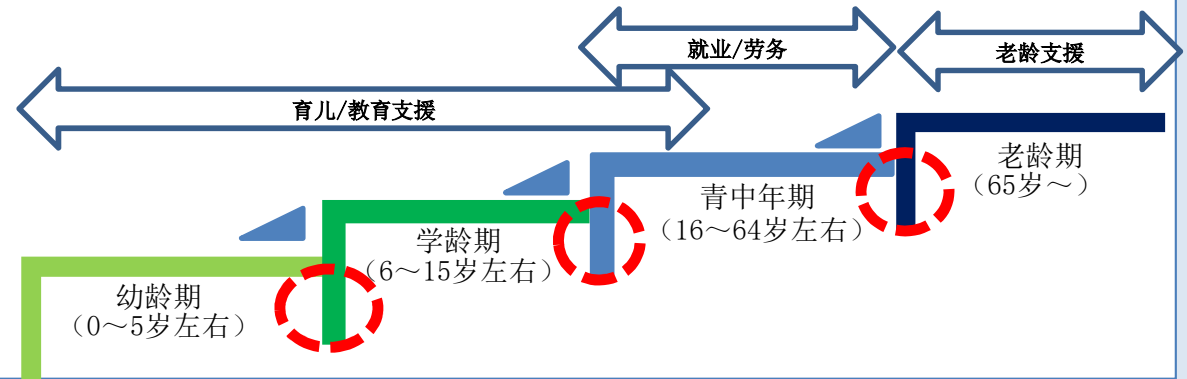 就业/劳务
老龄支援
育儿/教育支援
老龄期
（65岁～）
青中年期
（16～64岁左右）
学龄期
（6～15岁左右）
幼龄期
（0～5岁左右）